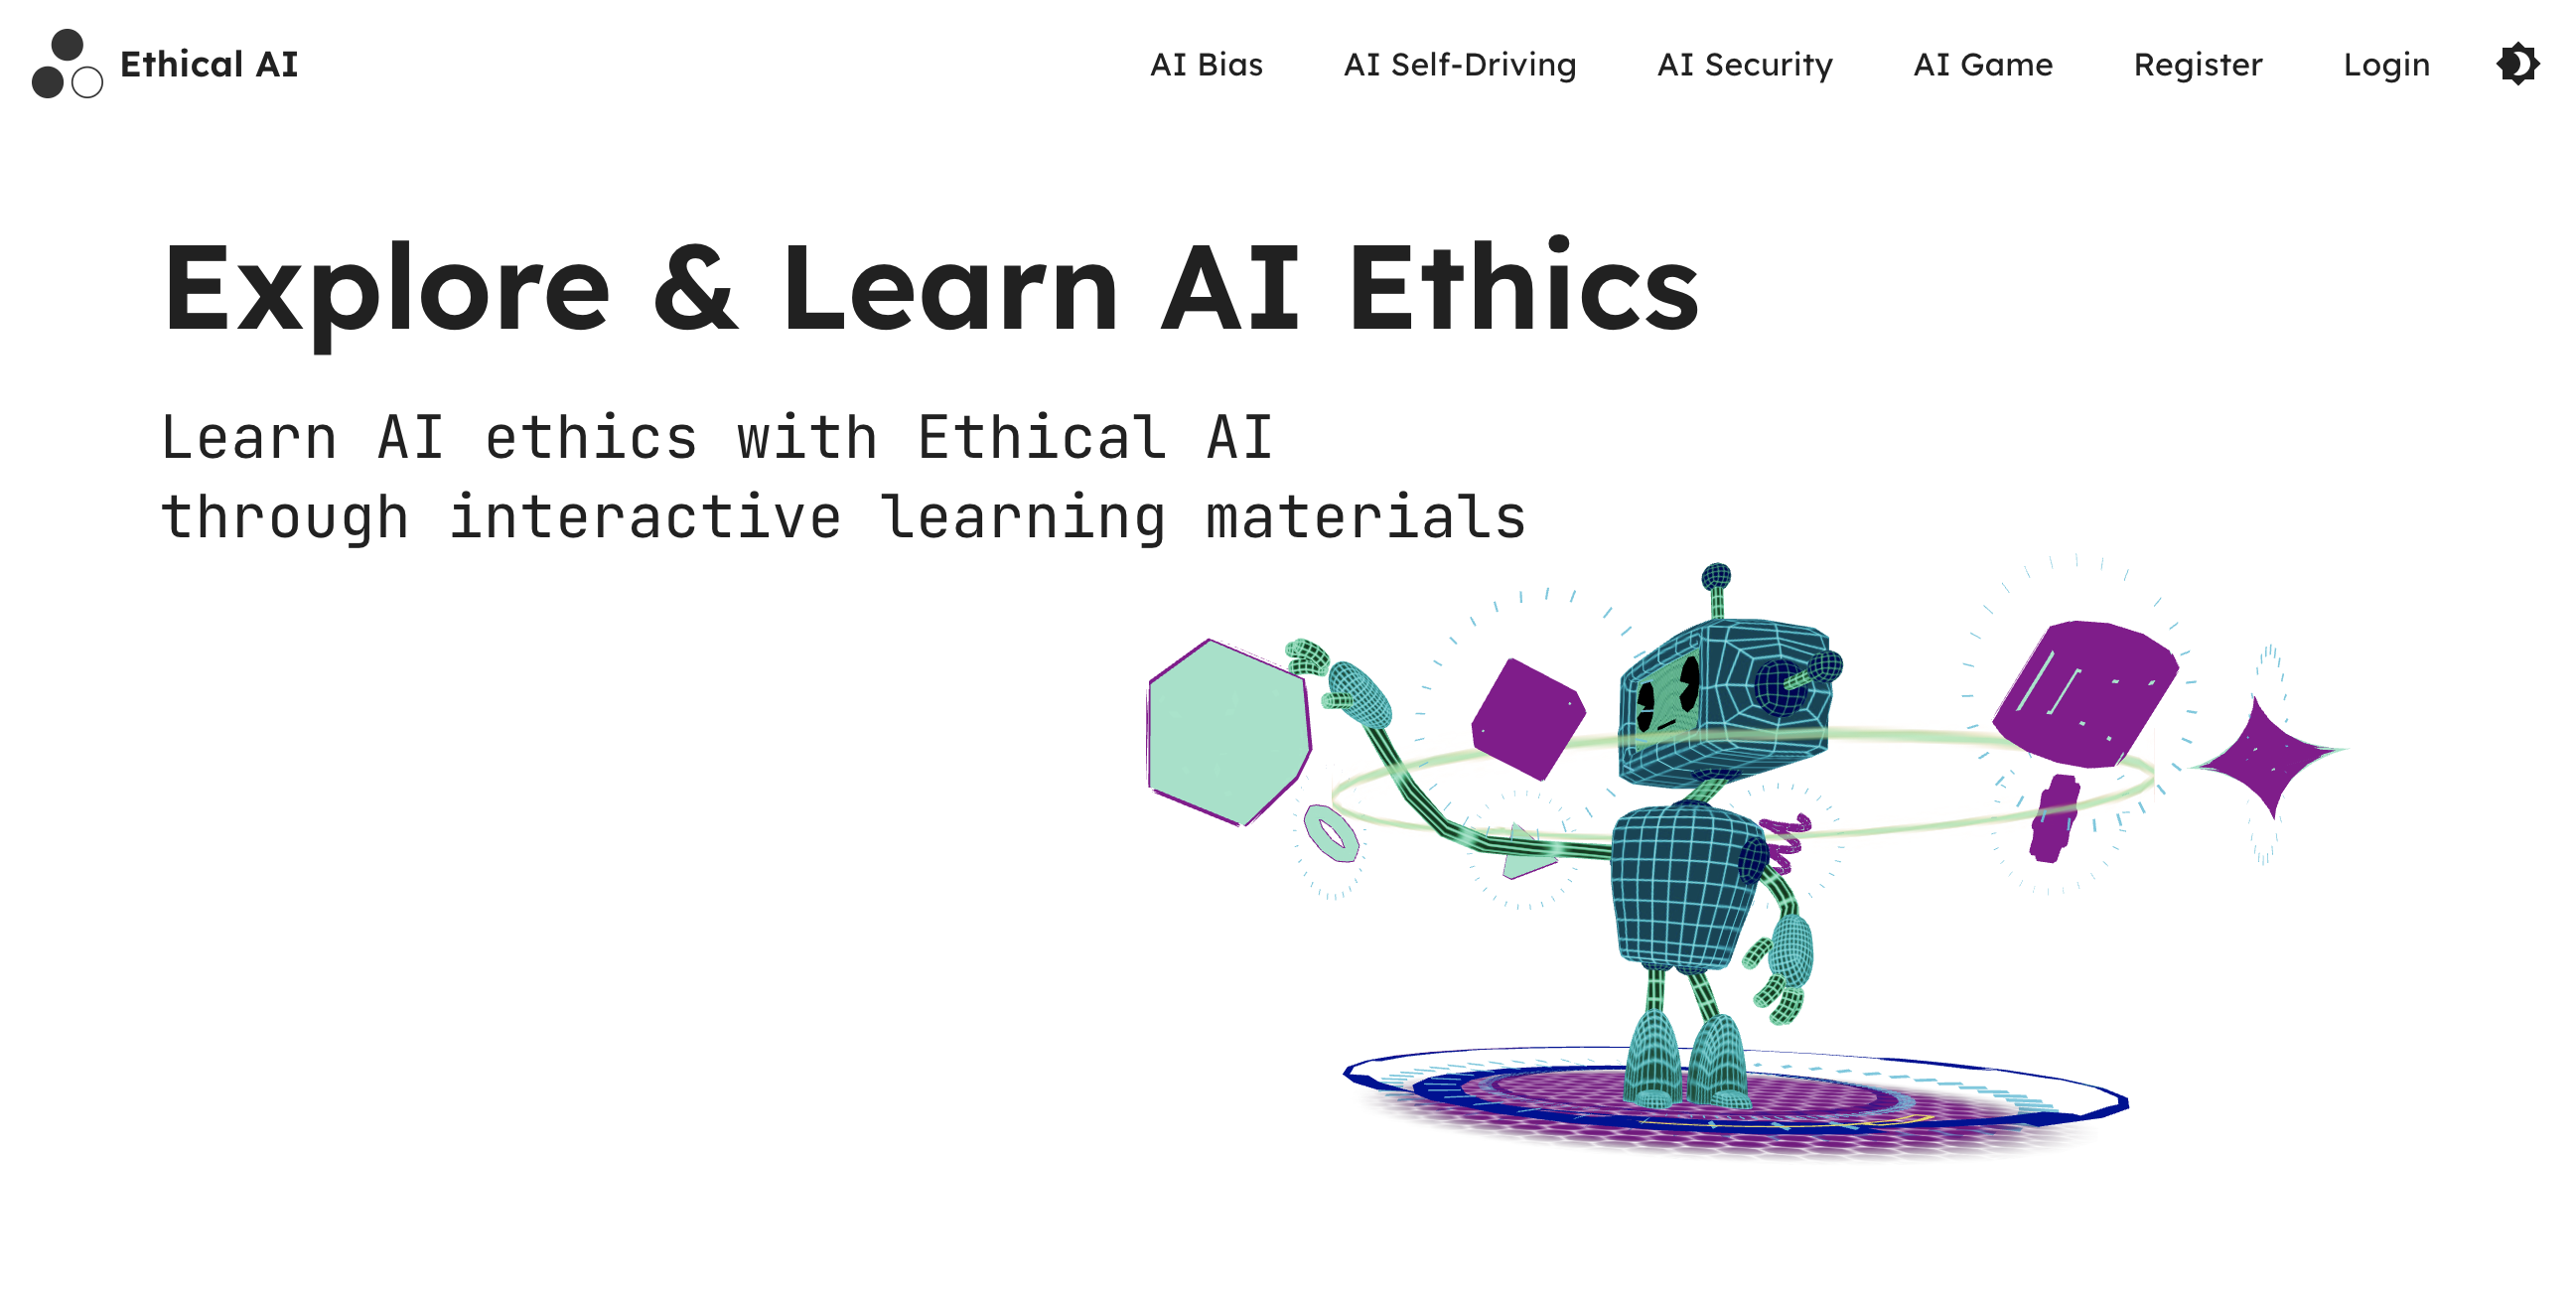 Ethical AI
AI Bias
AI Self-Driving
AI Security
AI Game
Register
Login
Explore & Learn AI Ethics
Learn AI ethics with Ethical AI
through interactive learning materials